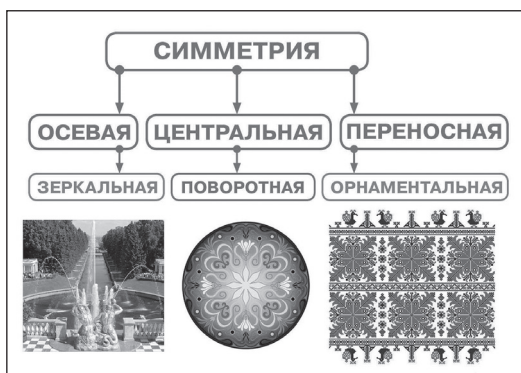 СИММЕТРИЯ
ОСЕВАЯ ЦЕНТРАЛЬНАЯ ПЕРЕНОСНАЯ
ЗЕРКАЛЬНАЯ ПОВОРОТНАЯ ОРНАМЕНТАЛЬНАЯ